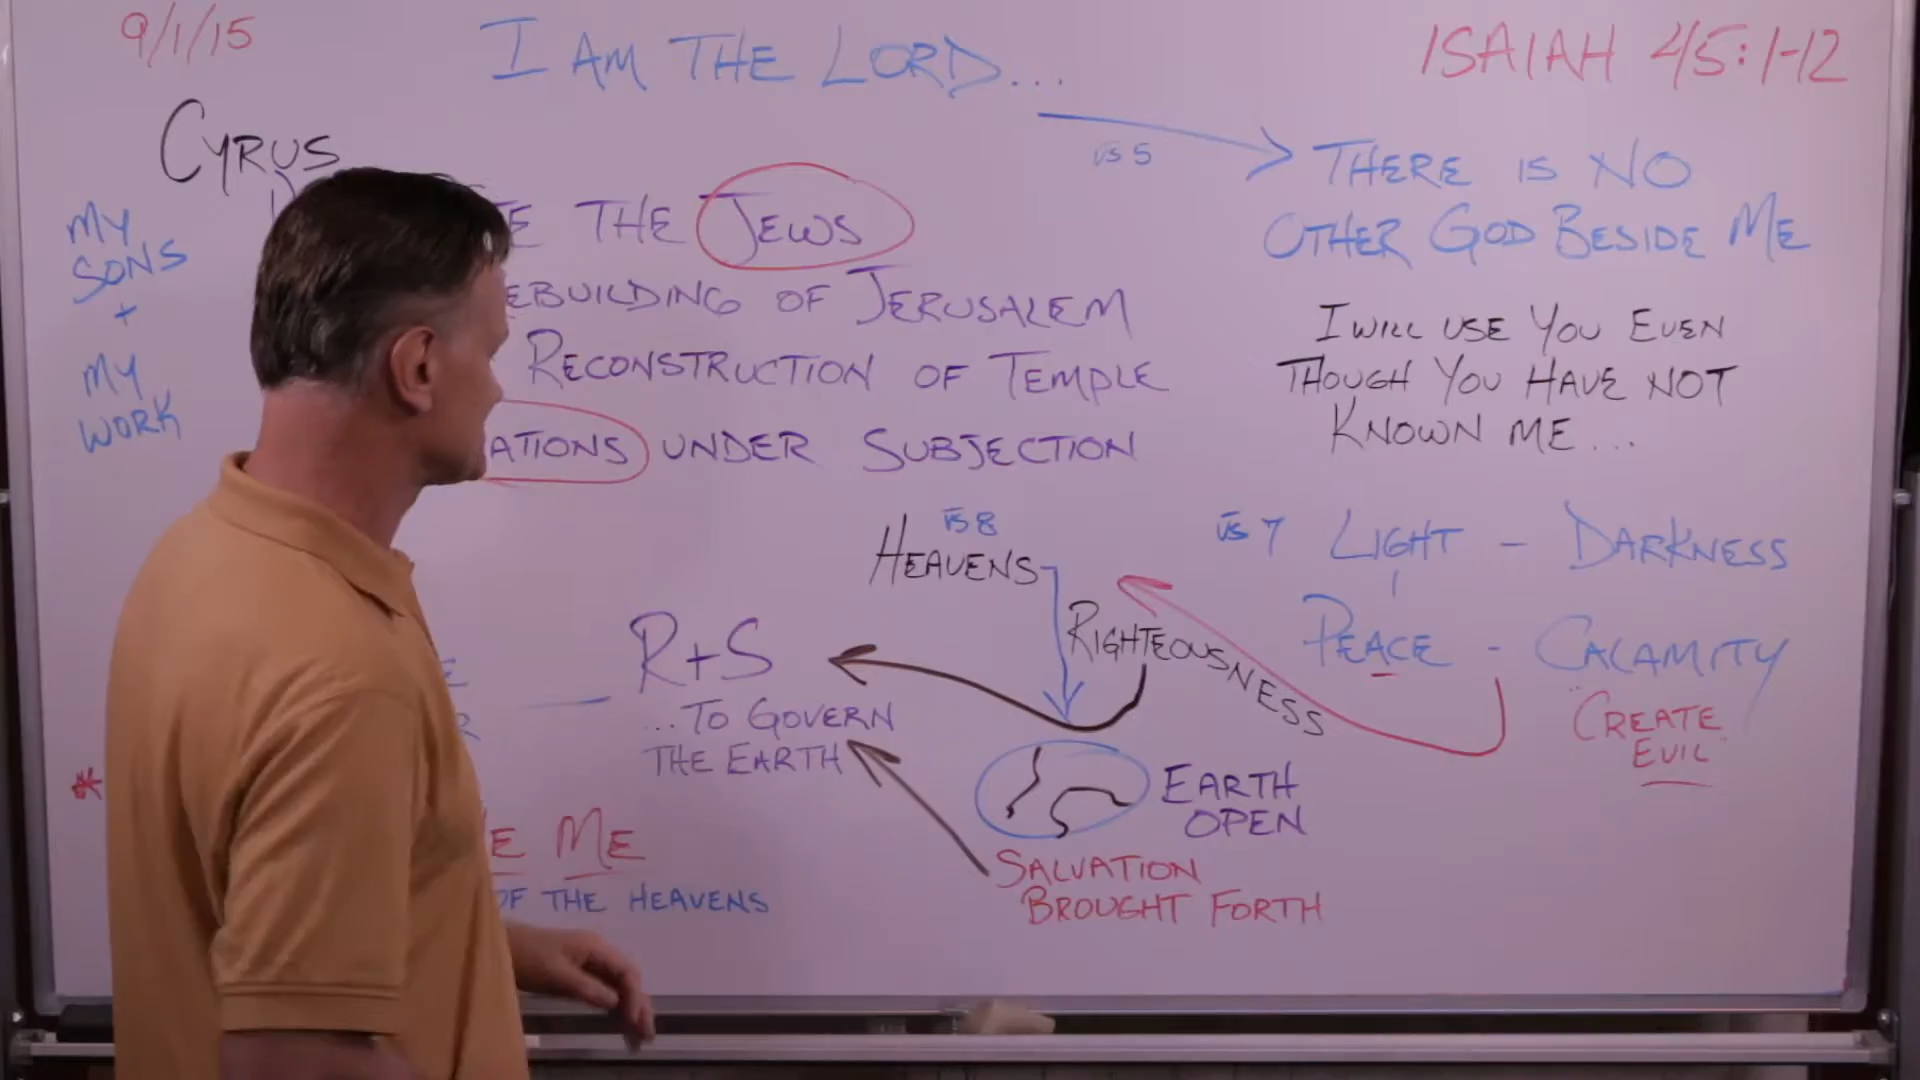 9/1/15
I AM THE LORD...
ISAIAH 45:1-12
CYRUS
VS 5
THERE IS NO
OTHER GOD BESIDE ME
MY
SONS
+
MY
WORK
THE JEWS
REBUILDING OF JERUSALEM
RECONSTRUCTION OF TEMPLE
NATIONS UNDER SUBJECTION
I WILL USE YOU EVEN
THOUGH YOU HAVE NOT
KNOWN ME...
VS 8
HEAVENS
VS 7 LIGHT - DARKNESS
PEACE - CALAMITY
"CREATE
EVIL"
RIGHTEOUSNESS
R+S
...TO GOVERN
THE EARTH
EARTH
OPEN
SALVATION
BROUGHT FORTH
*
ME
OF THE HEAVENS